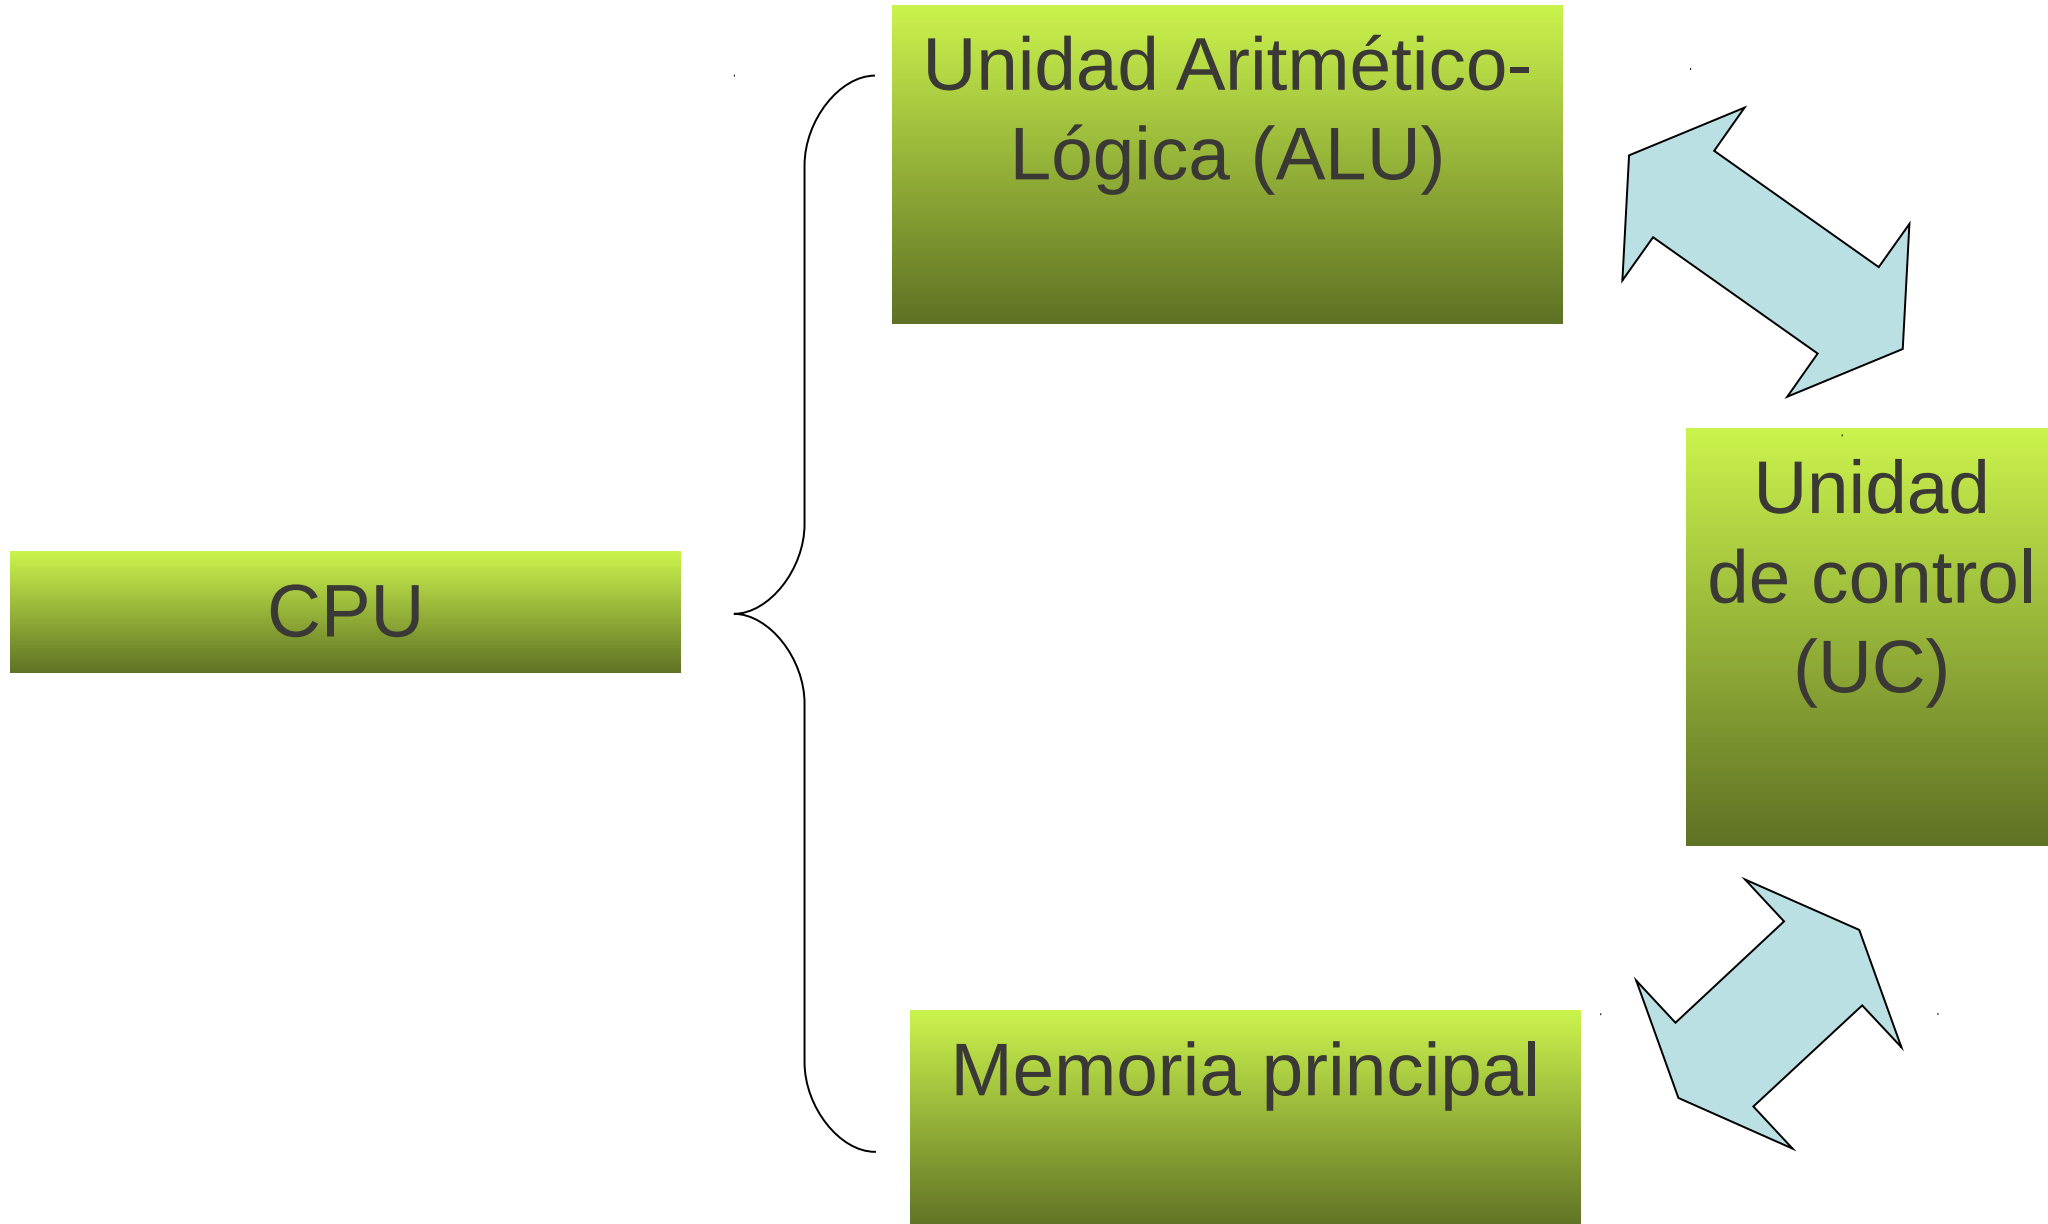 Unidad Aritmético-
Lógica (ALU)
CPU
Unidad
de control
(UC)
Memoria principal